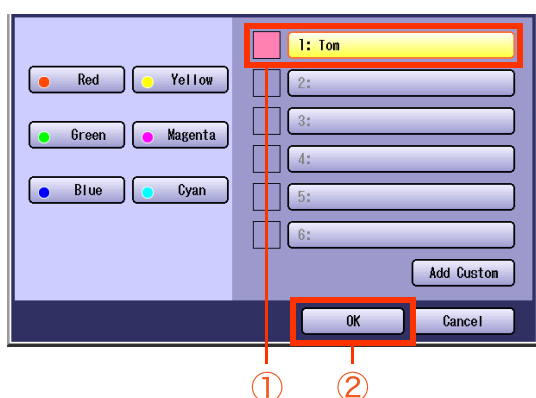 1: Tom
Red Yellow 2:
Green Magenta 3:
4:
Blue Cyan 5:
6:
Add Custom
OK Cancel
① ②